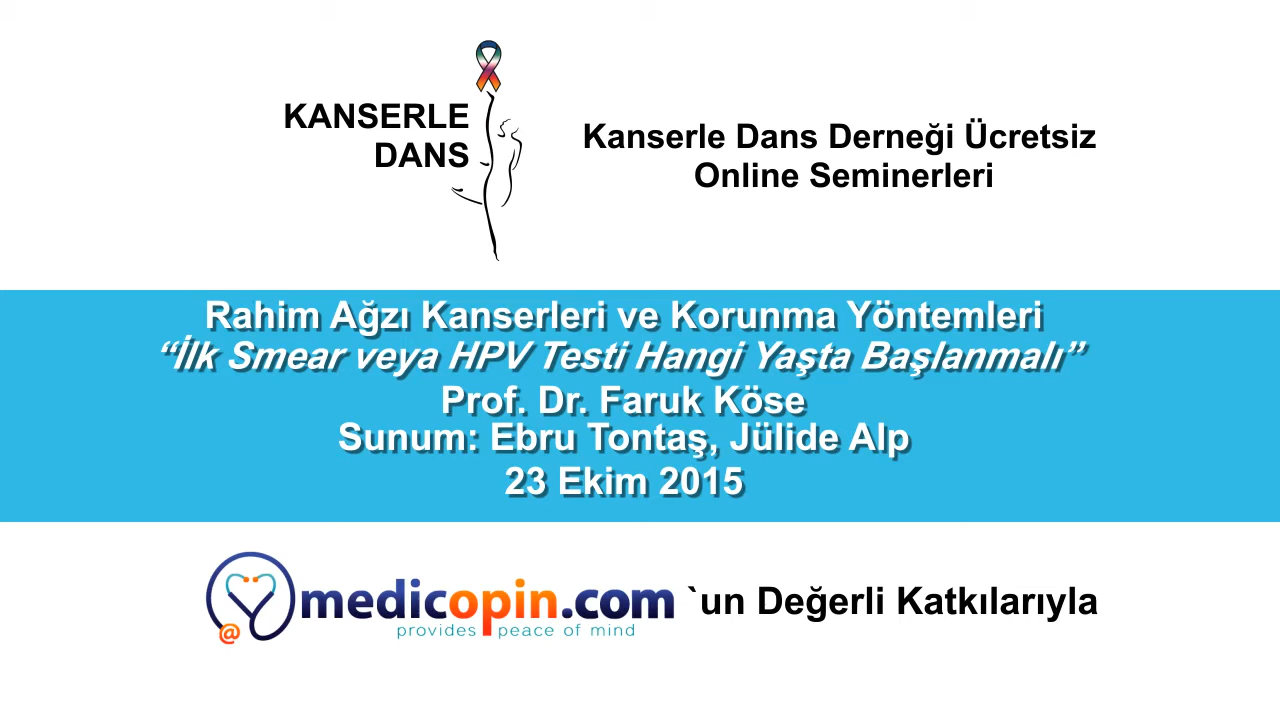 KANSERLE
DANS
Kanserle Dans Derneği Ücretsiz
Online Seminerleri
Rahim Ağzı Kanserleri ve Korunma Yöntemleri
“İlk Smear veya HPV Testi Hangi Yaşta Başlanmalı”
Prof. Dr. Faruk Köse
Sunum: Ebru Tontaş, Jülide Alp
23 Ekim 2015
@ medicopin.com `un Değerli Katkılarıyla
provides peace of mind